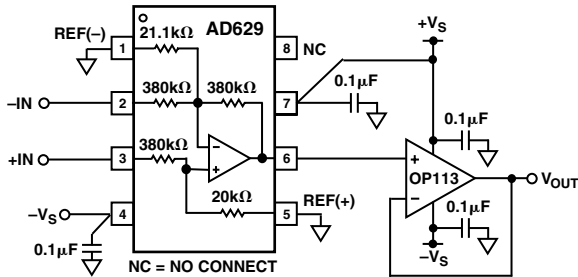 REF(–)
21.1kΩ
AD629
+VS
1
8
NC
–IN
380kΩ
380kΩ
0.1µF
2
7
0.1µF
+IN
380kΩ
–
+
3
6
+
–
OP113
VOUT
–VS
20kΩ
REF(+)
4
5
0.1µF
0.1µF
–VS
NC = NO CONNECT